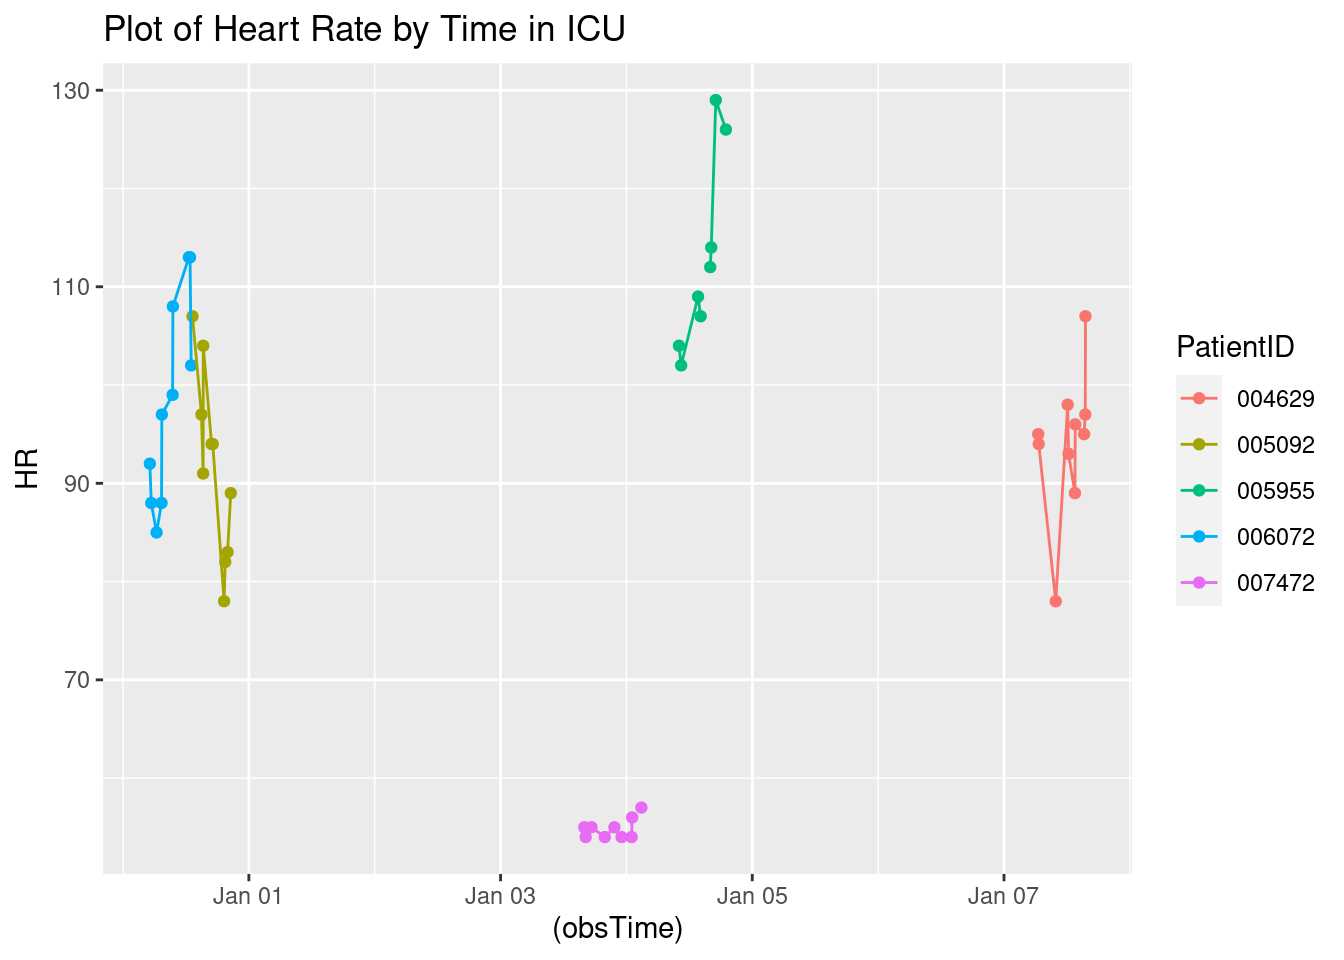 Plot of Heart Rate by Time in ICU
130
110
90
70
HR
Jan 01
Jan 03
Jan 05
Jan 07
(obsTime)
PatientID
004629
005092
005955
006072
007472